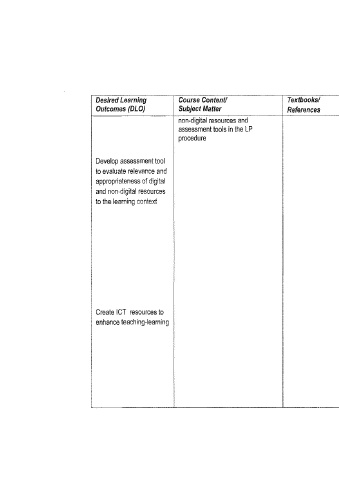 Desired Learning
Outcomes (DLO)
Course Content/
Subject Matter
Textbooks/
References
non-digital resources and
assessment tools in the LP
procedure
Develop assessment tool
to evaluate relevance and
appropriateness of digital
and non-digital resources
to the learning context
Create ICT resources to
enhance teaching-learning